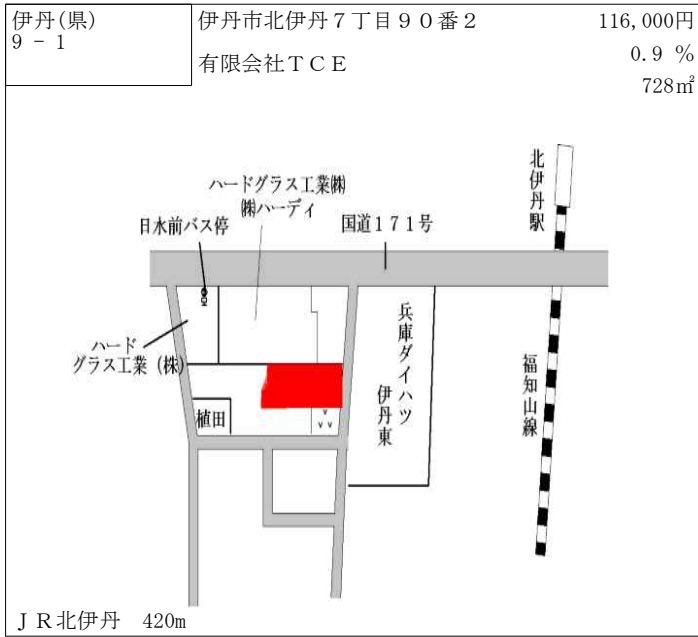 伊丹(県)
9 － 1
伊丹市北伊丹７丁目９０番２
有限会社ＴＣＥ
116,000円
0.9 %
728㎡
北伊丹駅
ハードグラス工業㈱
㈱ハーディ
日水前バス停
国道１７１号
ハード
グラス工業（株）
兵庫ダイハツ
伊丹東
福知山線
植田
ＪＲ北伊丹　420m